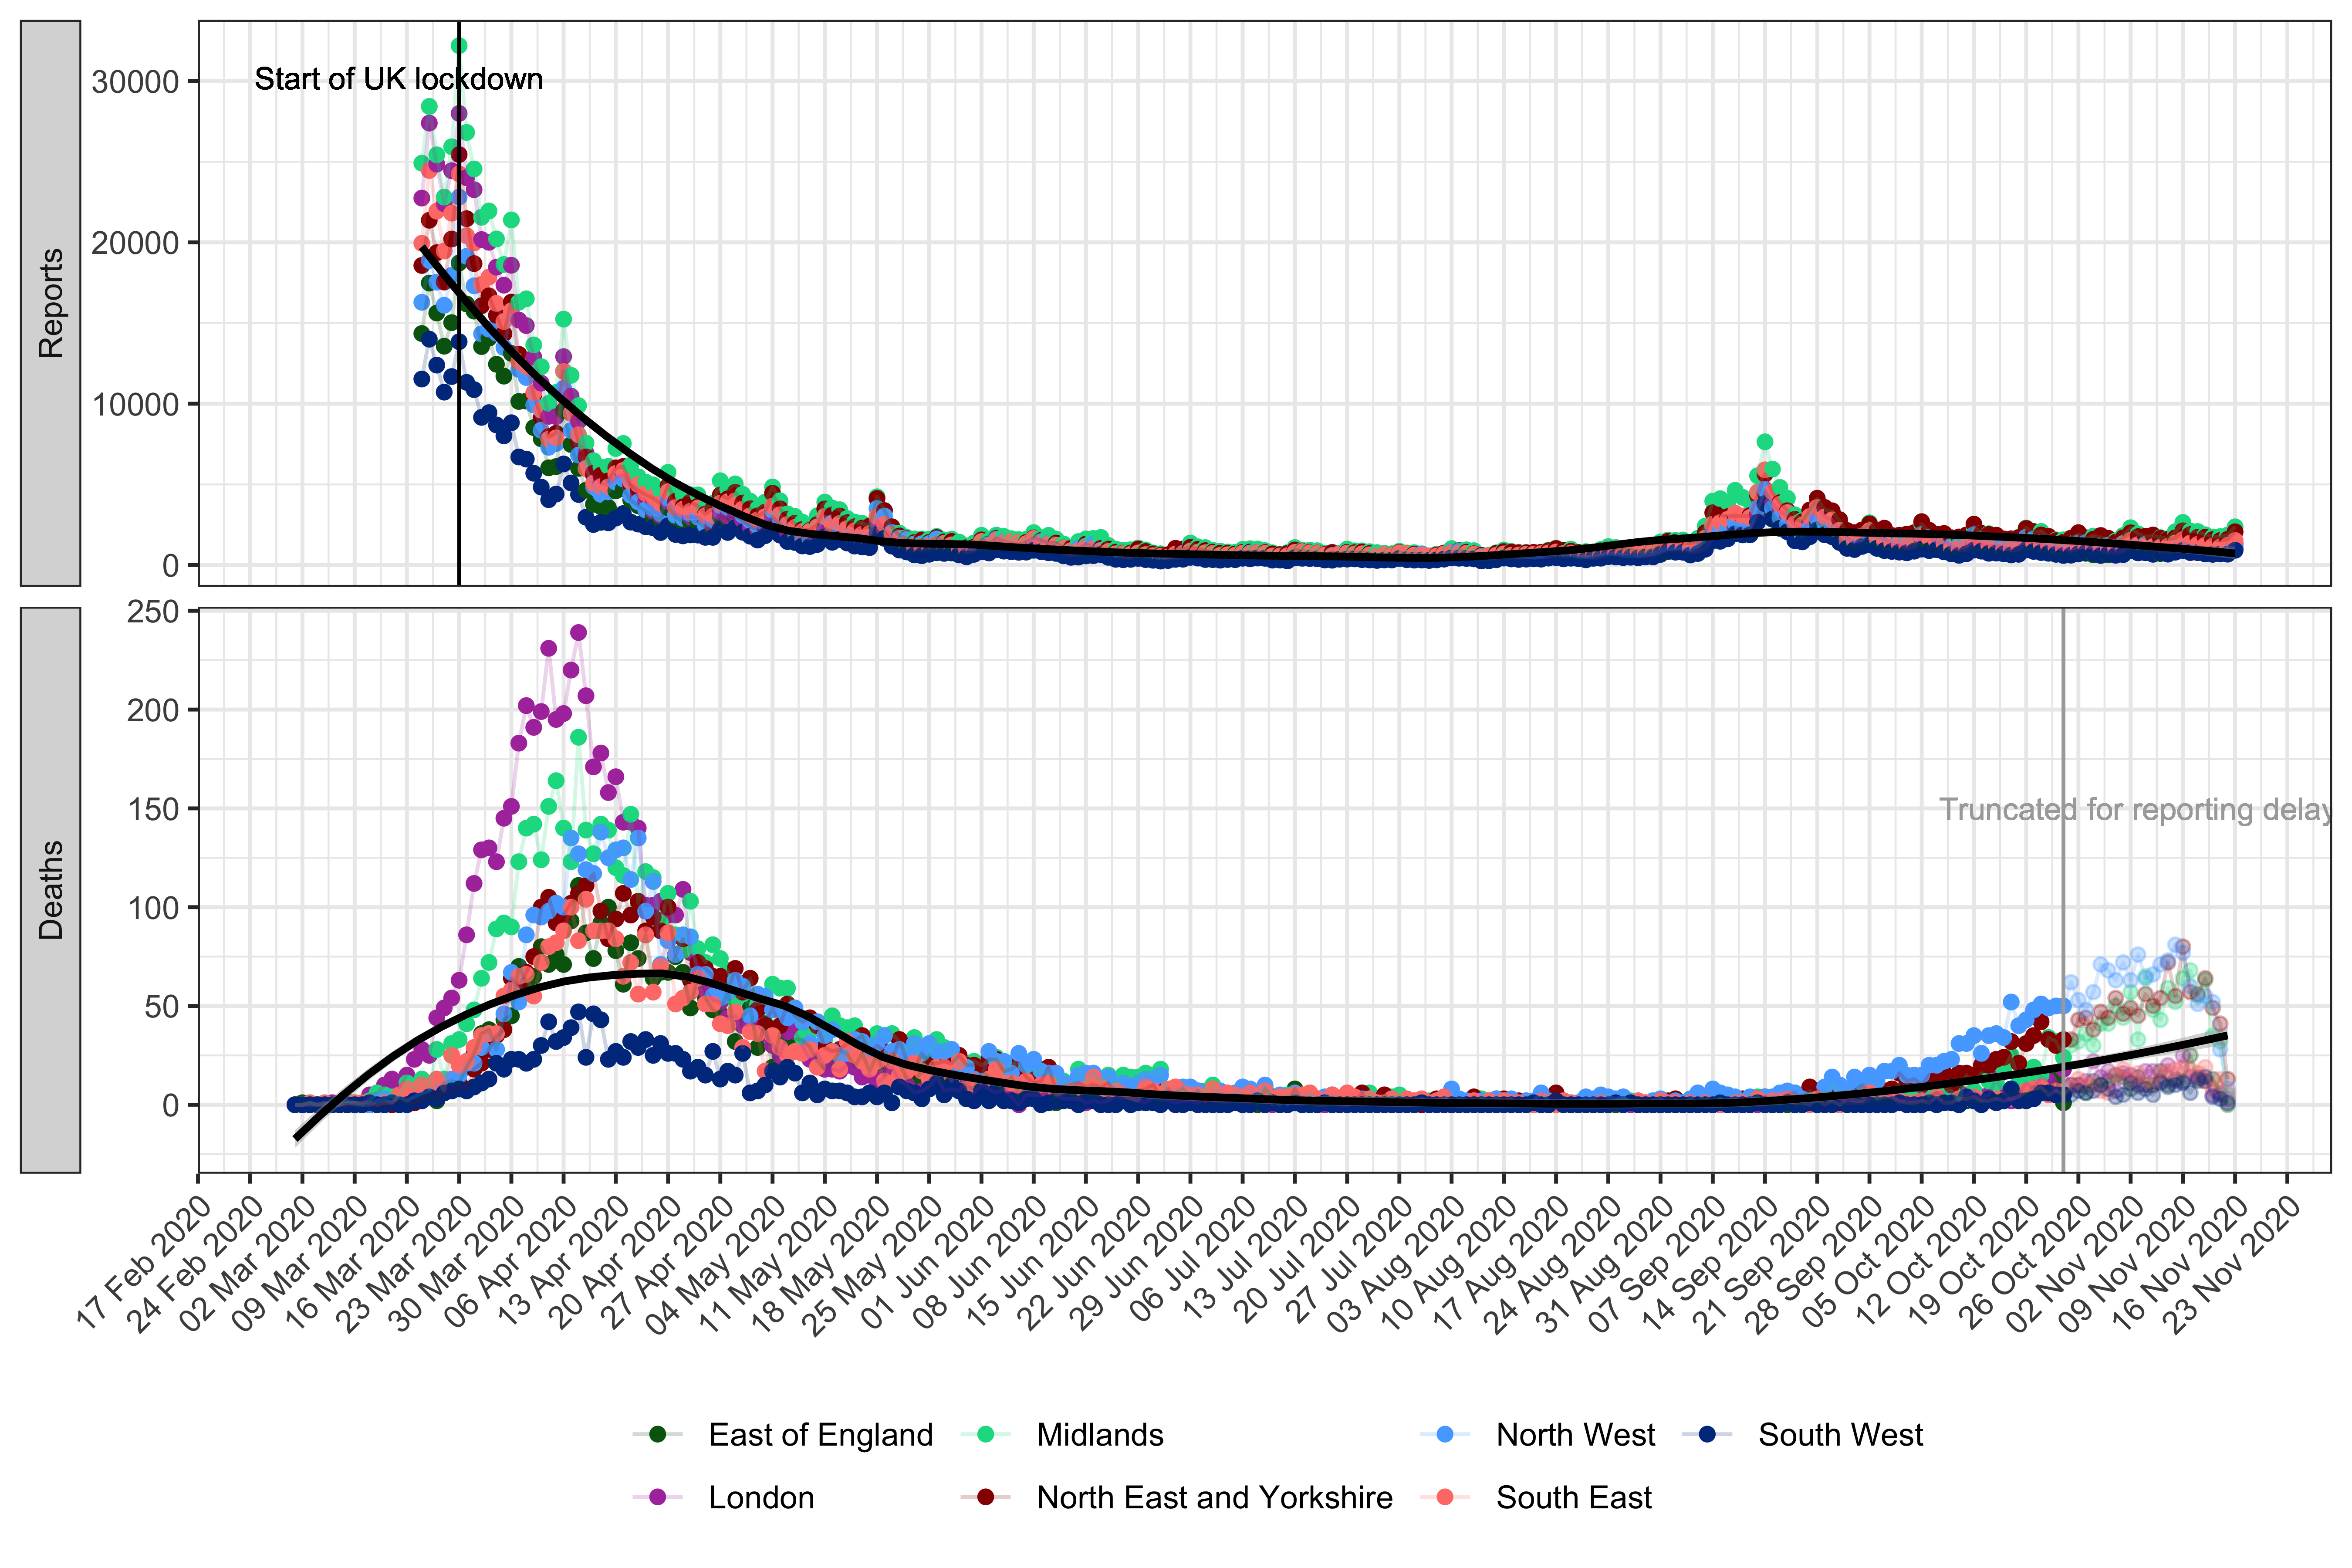 Reports
30000
20000
10000
0
Start of UK lockdown
Deaths
250
200
150
100
50
0
Truncated for reporting delay
17 Feb 2020
24 Feb 2020
02 Mar 2020
09 Mar 2020
16 Mar 2020
23 Mar 2020
30 Mar 2020
06 Apr 2020
13 Apr 2020
20 Apr 2020
27 Apr 2020
04 May 2020
11 May 2020
18 May 2020
25 May 2020
01 Jun 2020
08 Jun 2020
15 Jun 2020
22 Jun 2020
29 Jun 2020
06 Jul 2020
13 Jul 2020
20 Jul 2020
27 Jul 2020
03 Aug 2020
10 Aug 2020
17 Aug 2020
24 Aug 2020
31 Aug 2020
07 Sep 2020
14 Sep 2020
21 Sep 2020
28 Sep 2020
05 Oct 2020
12 Oct 2020
19 Oct 2020
26 Oct 2020
02 Nov 2020
09 Nov 2020
16 Nov 2020
23 Nov 2020
East of England
Midlands
North West
South West
London
North East and Yorkshire
South East